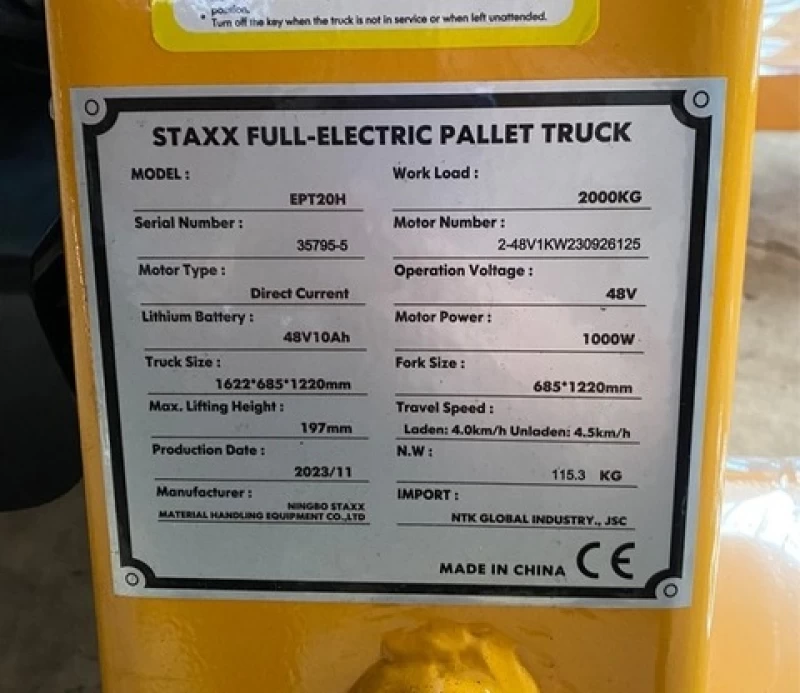 position.
• Turn off the key when the truck is not in service or when left unattended.
STAXX FULL-ELECTRIC PALLET TRUCK
MODEL :
EPT20H
Work Load :
2000KG
Serial Number :
35795-5
Motor Number :
2-48V1KW230926125
Motor Type :
Direct Current
Operation Voltage :
48V
Lithium Battery :
48V10Ah
Motor Power :
1000W
Truck Size :
1622*685*1220mm
Fork Size :
685*1220mm
Max. Lifting Height :
197mm
Travel Speed :
Laden: 4.0km/h Unladen: 4.5km/h
Production Date :
2023/11
N.W :
115.3 KG
Manufacturer :
NINGBO STAXX
MATERIAL HANDLING EQUIPMENT CO.,LTD
IMPORT :
NTK GLOBAL INDUSTRY., JSC
MADE IN CHINA CE